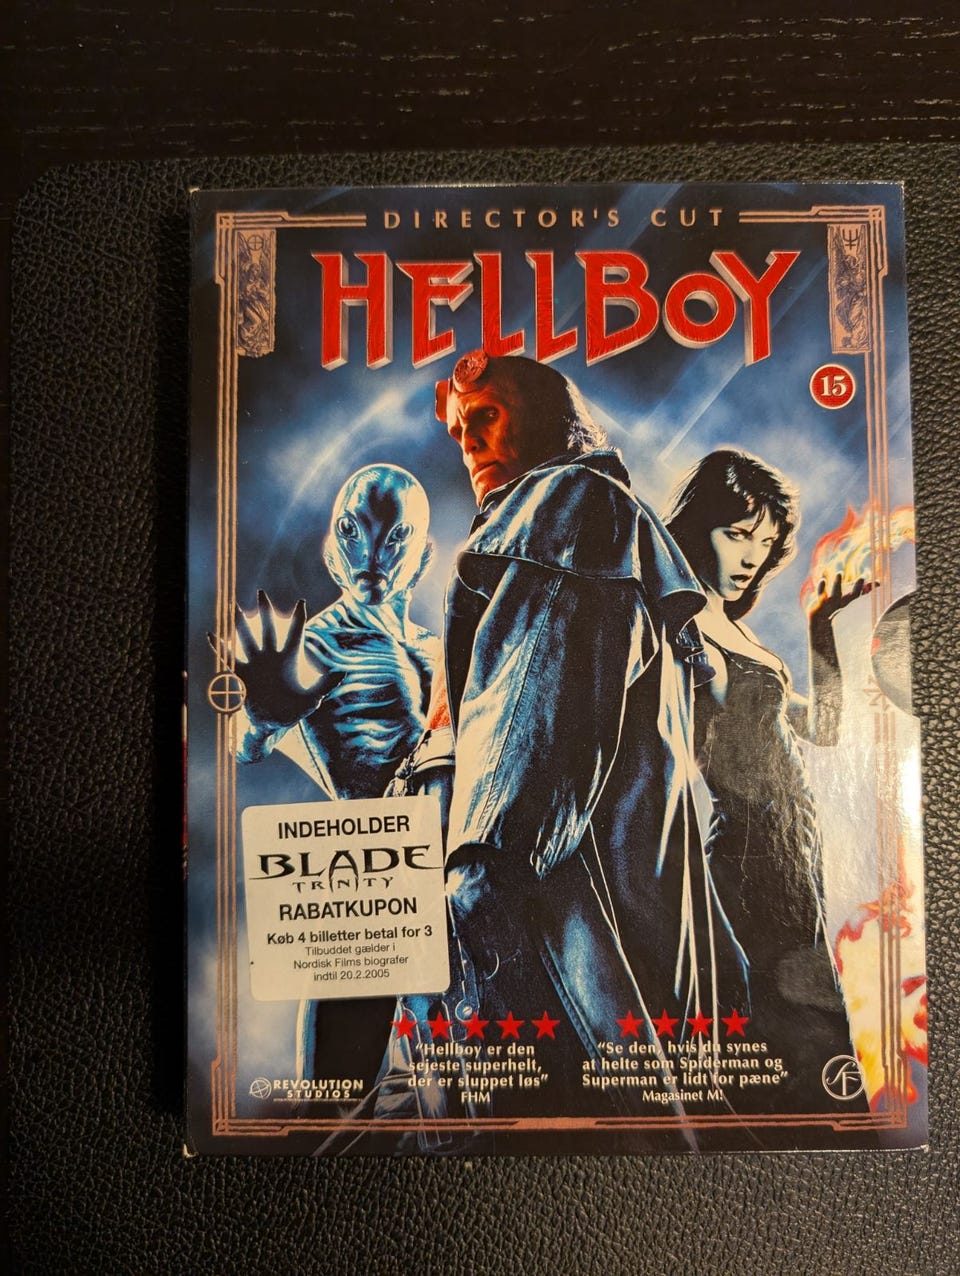 DIRECTOR'S CUT
HELLBOY
15
INDEHOLDER
BLADE
TRINITY
RABATKUPON
Køb 4 billetter betal for 3
Tilbuddet gælder i
Nordisk Films biografer
indtil 20.2.2005
"Hellboy er den
sejeste superhelt,
der er sluppet løs"
FHM
"Se den, hvis du synes
at helte som Spiderman og
Superman er lidt for pæne"
Magasinet M!
REVOLUTION
STUDIOS
SF